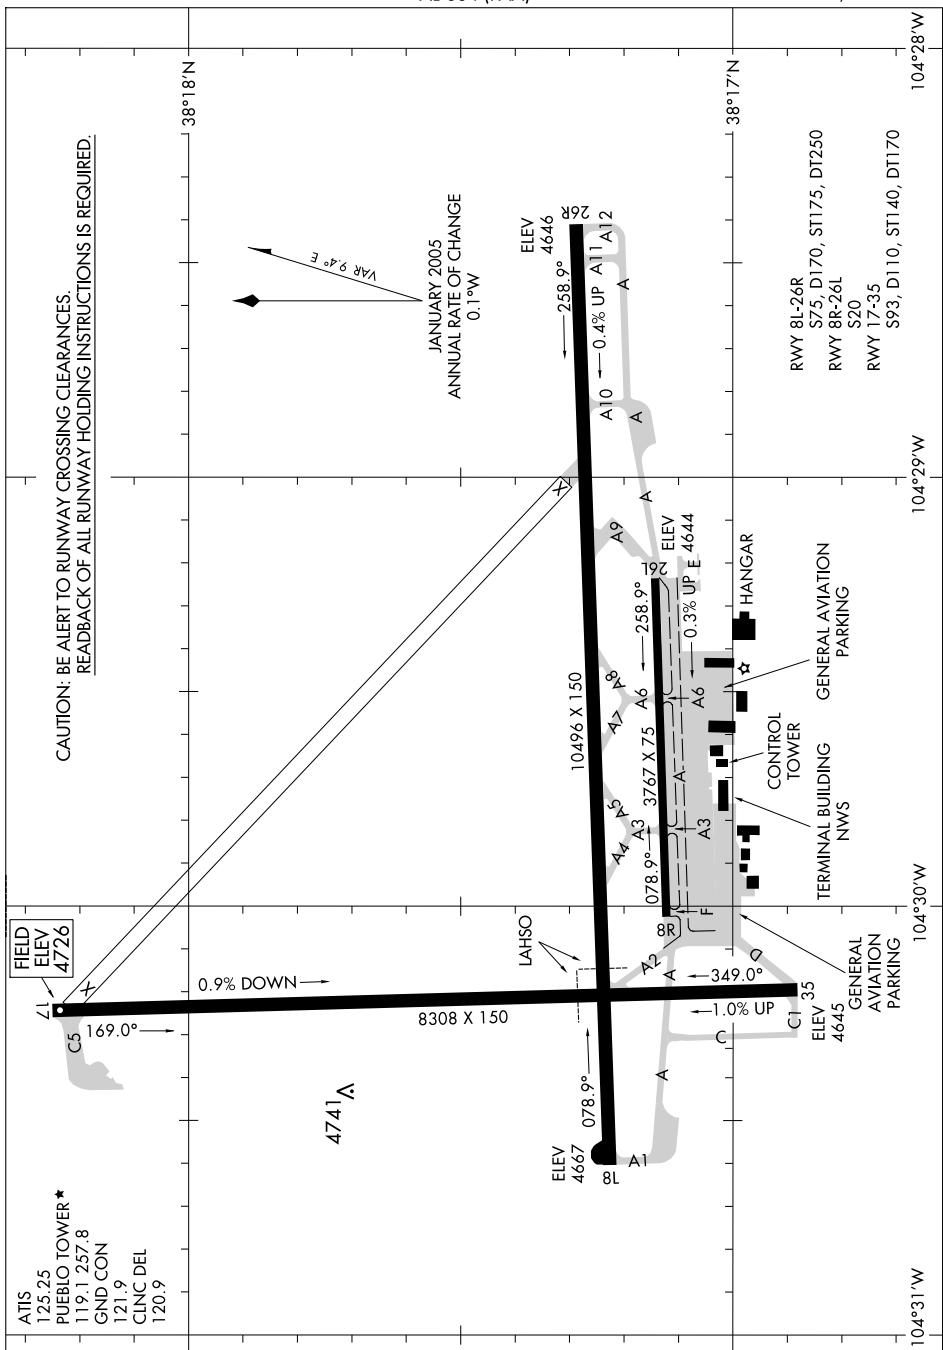 CAUTION: BE ALERT TO RUNWAY CROSSING CLEARANCES.
READBACK OF ALL RUNWAY HOLDING INSTRUCTIONS IS REQUIRED.
ATIS
125.25
PUEBLO TOWER★
119.1 257.8
GND CON
121.9
CLNC DEL
120.9
FIELD
ELEV
4726
17
X
C5
169.0°
0.9% DOWN
8308 X 150
4741
VAR 9.4° E
JANUARY 2005
ANNUAL RATE OF CHANGE
0.1°W
38°18'N
104°28'W
ELEV
4646
26R
258.9°
0.4% UP
A12
A11
A
A10
A
X
A
A9
10496 X 150
A8
A7
A5
A4
LAHSO
078.9°
ELEV
4667
8L
A1
A
A2
A
ELEV
4644
26L
E
258.9°
0.3% UP
A6
A6
3767 X 75
A
A3
A3
078.9°
8R
F
D
349.0°
1.0% UP
C
C1
35
ELEV
4645
HANGAR
GENERAL AVIATION
PARKING
CONTROL
TOWER
TERMINAL BUILDING
NWS
GENERAL
AVIATION
PARKING
38°17'N
RWY 8L-26R
S75, D170, ST175, DT250
RWY 8R-26L
S20
RWY 17-35
S93, D110, ST140, DT170
104°29'W
104°30'W
104°31'W